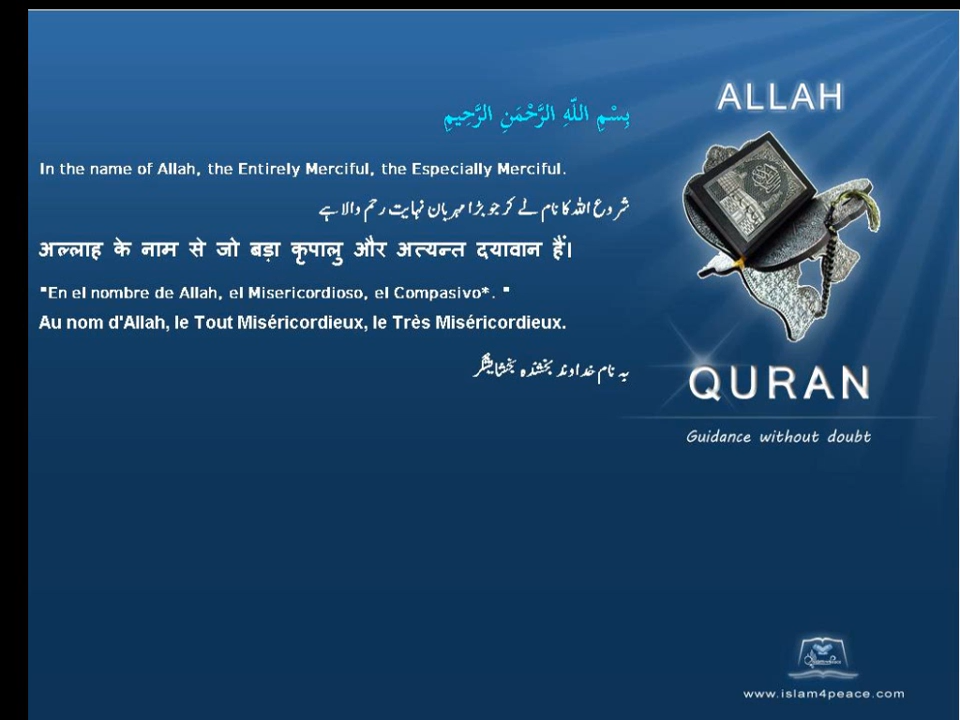 بِسْمِ اللَّهِ الرَّحْمَنِ الرَّحِيمِ
In the name of Allah, the Entirely Merciful, the Especially Merciful.
شروع الله کا نام لے کر جو بڑا مہربان نہایت رحم والا ہے
अल्लाह के नाम से जो बड़ा कृपालु और अत्यन्त दयावान हैं।
"En el nombre de Allah, el Misericordioso, el Compasivo*. "
Au nom d'Allah, le Tout Miséricordieux, le Très Miséricordieux.
به نام خداوند بخشنده بخشایشگر
ALLAH
QURAN
Guidance without doubt
www.islam4peace.com